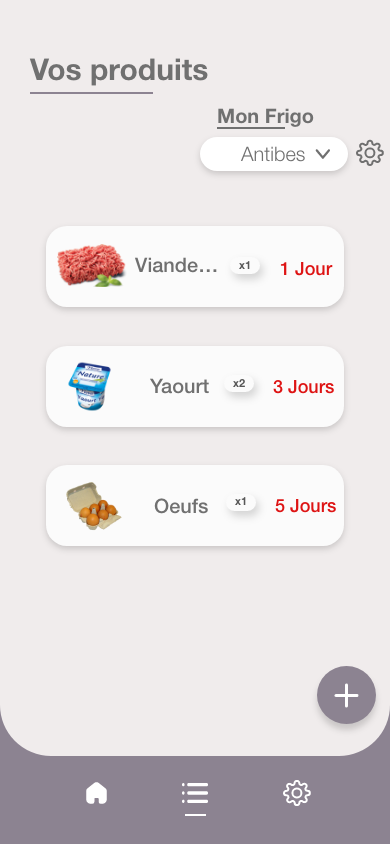 Vos produits
Mon Frigo
Antibes
Viande... x1 1 Jour
Nature
Yaourt
Yaourt x2 3 Jours
Oeufs x1 5 Jours